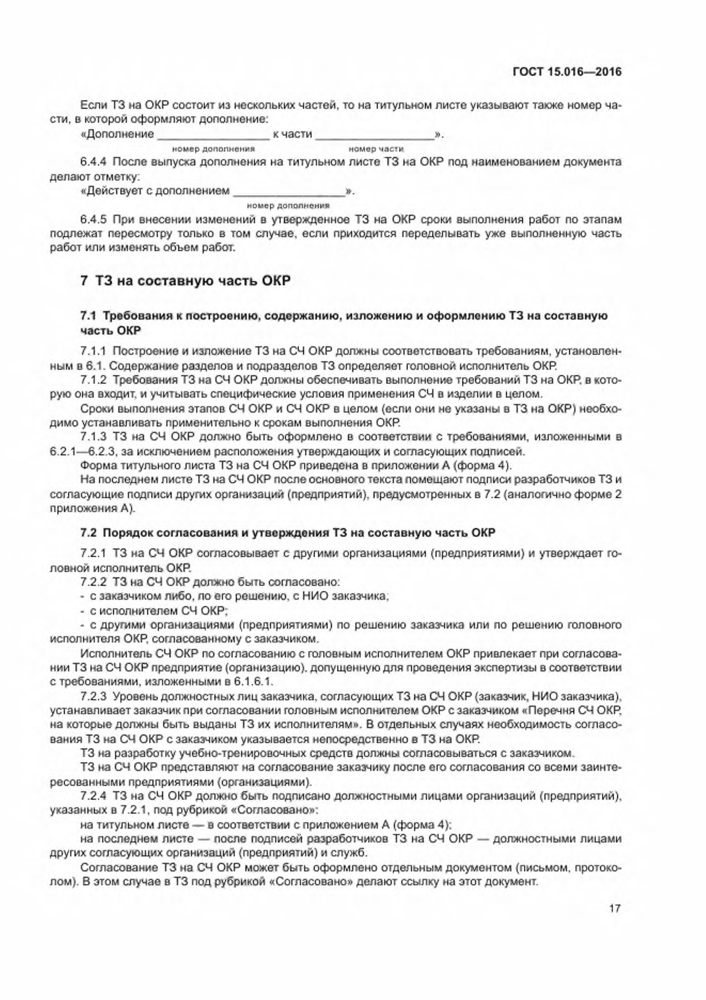 ГОСТ 15.016—2016
Если ТЗ на ОКР состоит из нескольких частей, то на титульном листе указывают также номер ча-
сти, в которой оформляют дополнение:
«Дополнение ___________________ к части ____________________».
номер дополнения номер части
6.4.4 После выпуска дополнения на титульном листе ТЗ на ОКР под наименованием документа
делают отметку:
«Действует с дополнением ___________________».
номер дополнения
6.4.5 При внесении изменений в утвержденное ТЗ на ОКР сроки выполнения работ по этапам
подлежат пересмотру только в том случае, если приходится переделывать уже выполненную часть
работ или изменять объем работ.
7 ТЗ на составную часть ОКР
7.1 Требования к построению, содержанию, изложению и оформлению ТЗ на составную
часть ОКР
7.1.1 Построение и изложение ТЗ на СЧ ОКР должны соответствовать требованиям, установлен-
ным в 6.1. Содержание разделов и подразделов ТЗ определяет головной исполнитель ОКР.
7.1.2 Требования ТЗ на СЧ ОКР должны обеспечивать выполнение требований ТЗ на ОКР, в кото-
рую она входит, и учитывать специфические условия применения СЧ в изделии в целом.
Сроки выполнения этапов СЧ ОКР и СЧ ОКР в целом (если они не указаны в ТЗ на ОКР) необхо-
димо устанавливать применительно к срокам выполнения ОКР.
7.1.3 ТЗ на СЧ ОКР должно быть оформлено в соответствии с требованиями, изложенными в
6.2.1—6.2.3, за исключением расположения утверждающих и согласующих подписей.
Форма титульного листа ТЗ на СЧ ОКР приведена в приложении А (форма 4).
На последнем листе ТЗ на СЧ ОКР после основного текста помещают подписи разработчиков ТЗ и
согласующие подписи других организаций (предприятий), предусмотренных в 7.2 (аналогично форме 2
приложения А).
7.2 Порядок согласования и утверждения ТЗ на составную часть ОКР
7.2.1 ТЗ на СЧ ОКР согласовывает с другими организациями (предприятиями) и утверждает го-
ловной исполнитель ОКР.
7.2.2 ТЗ на СЧ ОКР должно быть согласовано:
- с заказчиком либо, по его решению, с НИО заказчика;
- с исполнителем СЧ ОКР;
- с другими организациями (предприятиями) по решению заказчика или по решению головного
исполнителя ОКР, согласованному с заказчиком.
Исполнитель СЧ ОКР по согласованию с головным исполнителем ОКР привлекает при согласова-
нии ТЗ на СЧ ОКР предприятие (организацию), допущенную для проведения экспертизы в соответствии
с требованиями, изложенными в 6.1.6.1.
7.2.3 Уровень должностных лиц заказчика, согласующих ТЗ на СЧ ОКР (заказчик, НИО заказчика),
устанавливает заказчик при согласовании головным исполнителем ОКР с заказчиком «Перечня СЧ ОКР,
на которые должны быть выданы ТЗ их исполнителям». В отдельных случаях необходимость согласо-
вания ТЗ на СЧ ОКР с заказчиком указывается непосредственно в ТЗ на ОКР.
ТЗ на разработку учебно-тренировочных средств должны согласовываться с заказчиком.
ТЗ на СЧ ОКР представляют на согласование заказчику после его согласования со всеми заинте-
ресованными предприятиями (организациями).
7.2.4 ТЗ на СЧ ОКР должно быть подписано должностными лицами организаций (предприятий),
указанных в 7.2.1, под рубрикой «Согласовано»:
на титульном листе — в соответствии с приложением А (форма 4);
на последнем листе — после подписей разработчиков ТЗ на СЧ ОКР — должностными лицами
других согласующих организаций (предприятий) и служб.
Согласование ТЗ на СЧ ОКР может быть оформлено отдельным документом (письмом, протоко-
лом). В этом случае в ТЗ под рубрикой «Согласовано» делают ссылку на этот документ.
17